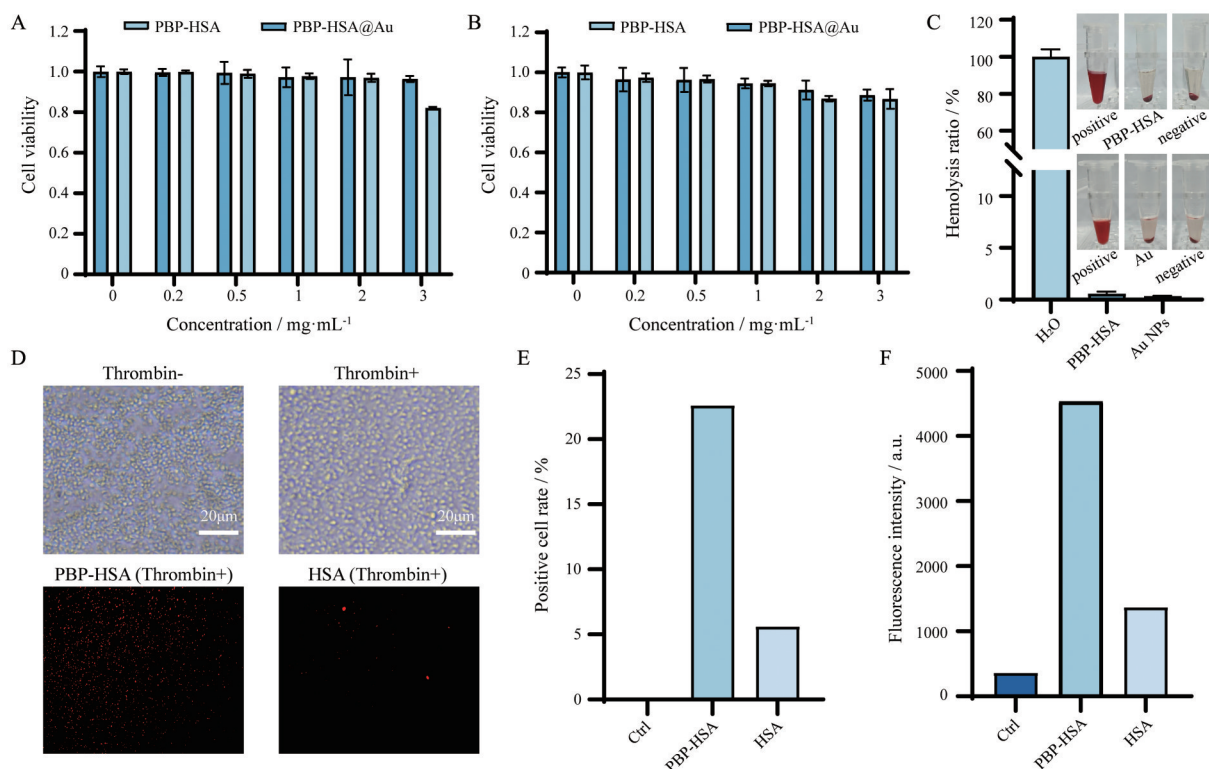 A
PBP-HSA
PBP-HSA@Au
Cell viability
1.2
1.0
0.8
0.6
0.4
0.2
0
0 0.2 0.5 1 2 3
Concentration / mg·mL⁻¹
B
PBP-HSA
PBP-HSA@Au
Cell viability
1.2
1.0
0.8
0.6
0.4
0.2
0
0 0.2 0.5 1 2 3
Concentration / mg·mL⁻¹
C
Hemolysis ratio / %
120
100
80
60
10
5
0
positive PBP-HSA negative
positive Au negative
H₂O PBP-HSA Au NPs
D
Thrombin-
Thrombin+
20μm
20μm
PBP-HSA (Thrombin+)
HSA (Thrombin+)
E
Positive cell rate / %
25
20
15
10
5
0
Ctrl PBP-HSA HSA
F
Fluorescence intensity / a.u.
5000
4000
3000
2000
1000
0
Ctrl PBP-HSA HSA